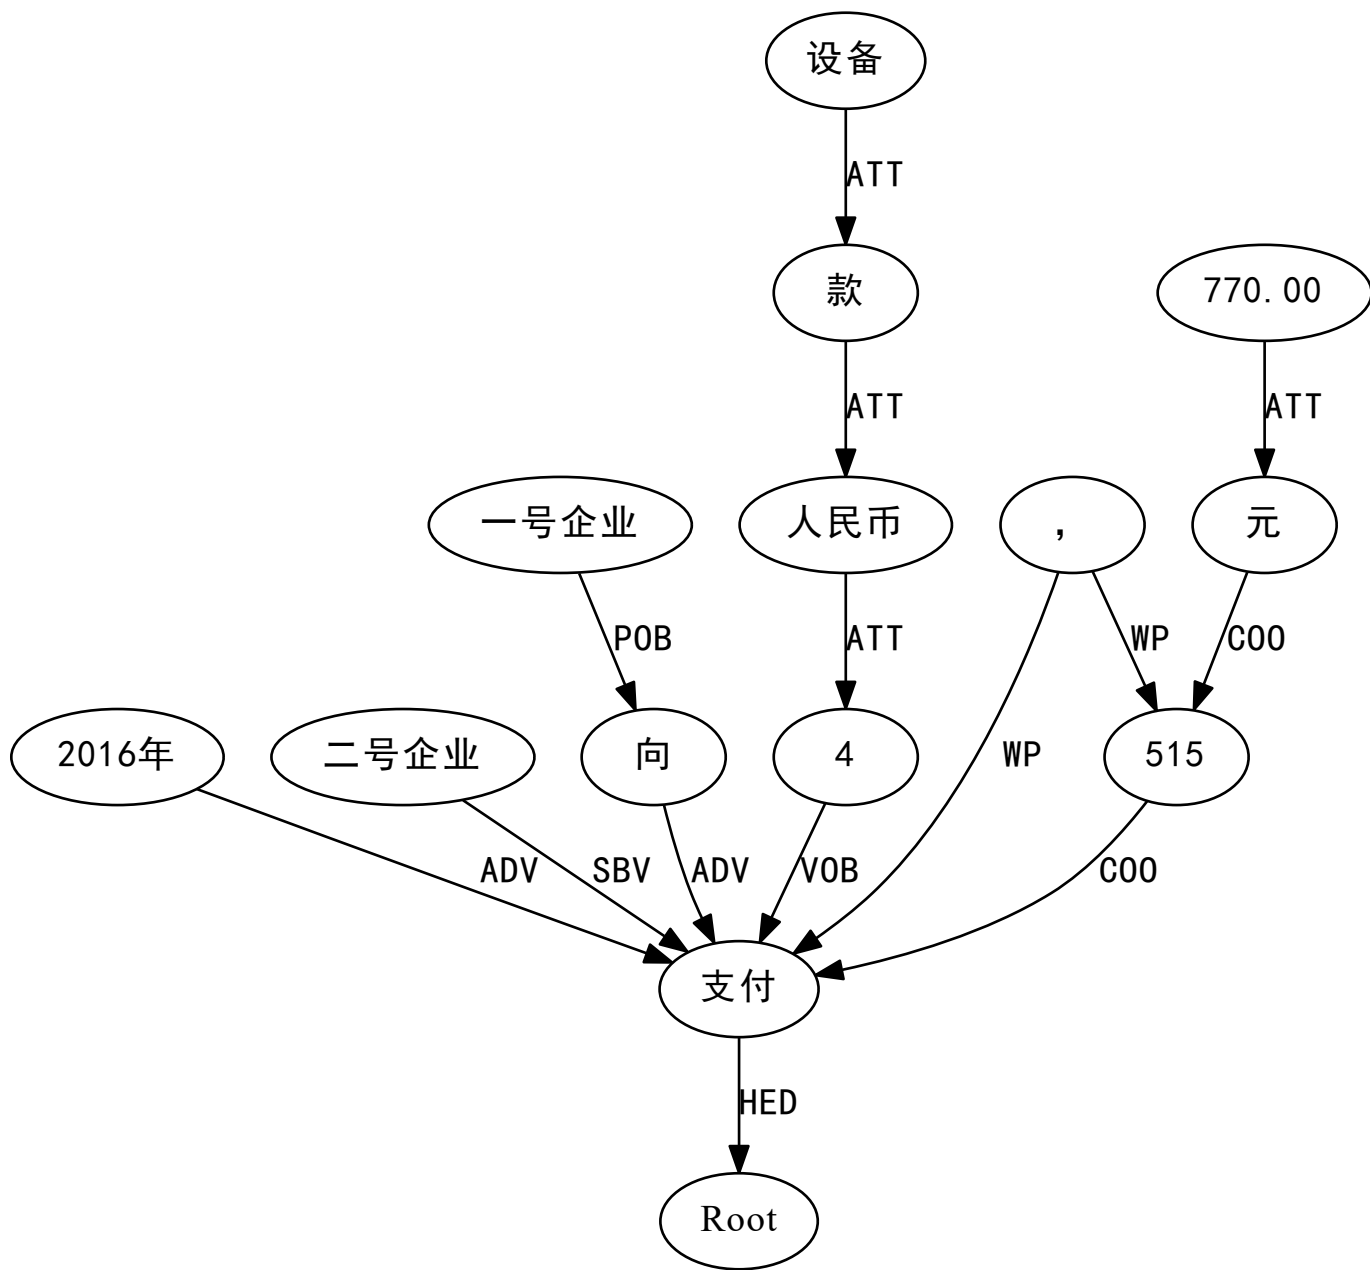 设备
ATT
款
770.00
ATT
ATT
一号企业
人民币
，
元
POB
ATT
WP
COO
2016年
二号企业
向
4
WP
515
ADV
SBV
ADV
VOB
COO
支付
HED
Root